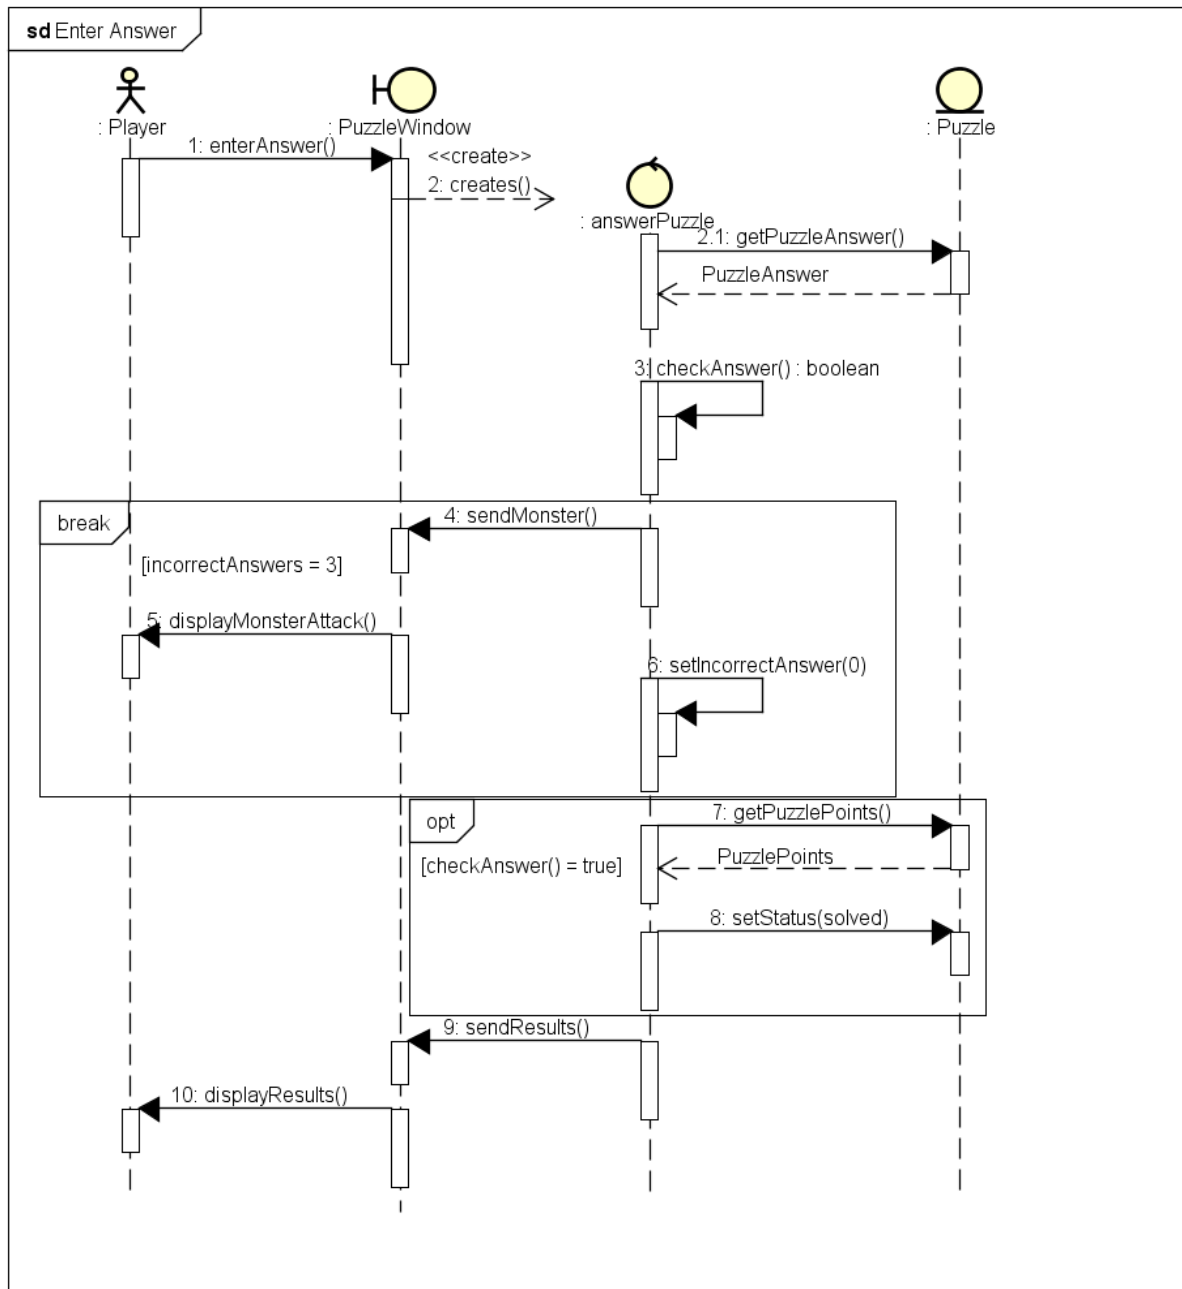 sd Enter Answer
: Player
: PuzzleWindow
: Puzzle
1: enterAnswer()
<<create>>
2: creates()
: answerPuzzle
2.1: getPuzzleAnswer()
PuzzleAnswer
3: checkAnswer() : boolean
break
4: sendMonster()
[incorrectAnswers = 3]
5: displayMonsterAttack()
6: setIncorrectAnswer(0)
opt
7: getPuzzlePoints()
[checkAnswer() = true]
PuzzlePoints
8: setStatus(solved)
9: sendResults()
10: displayResults()